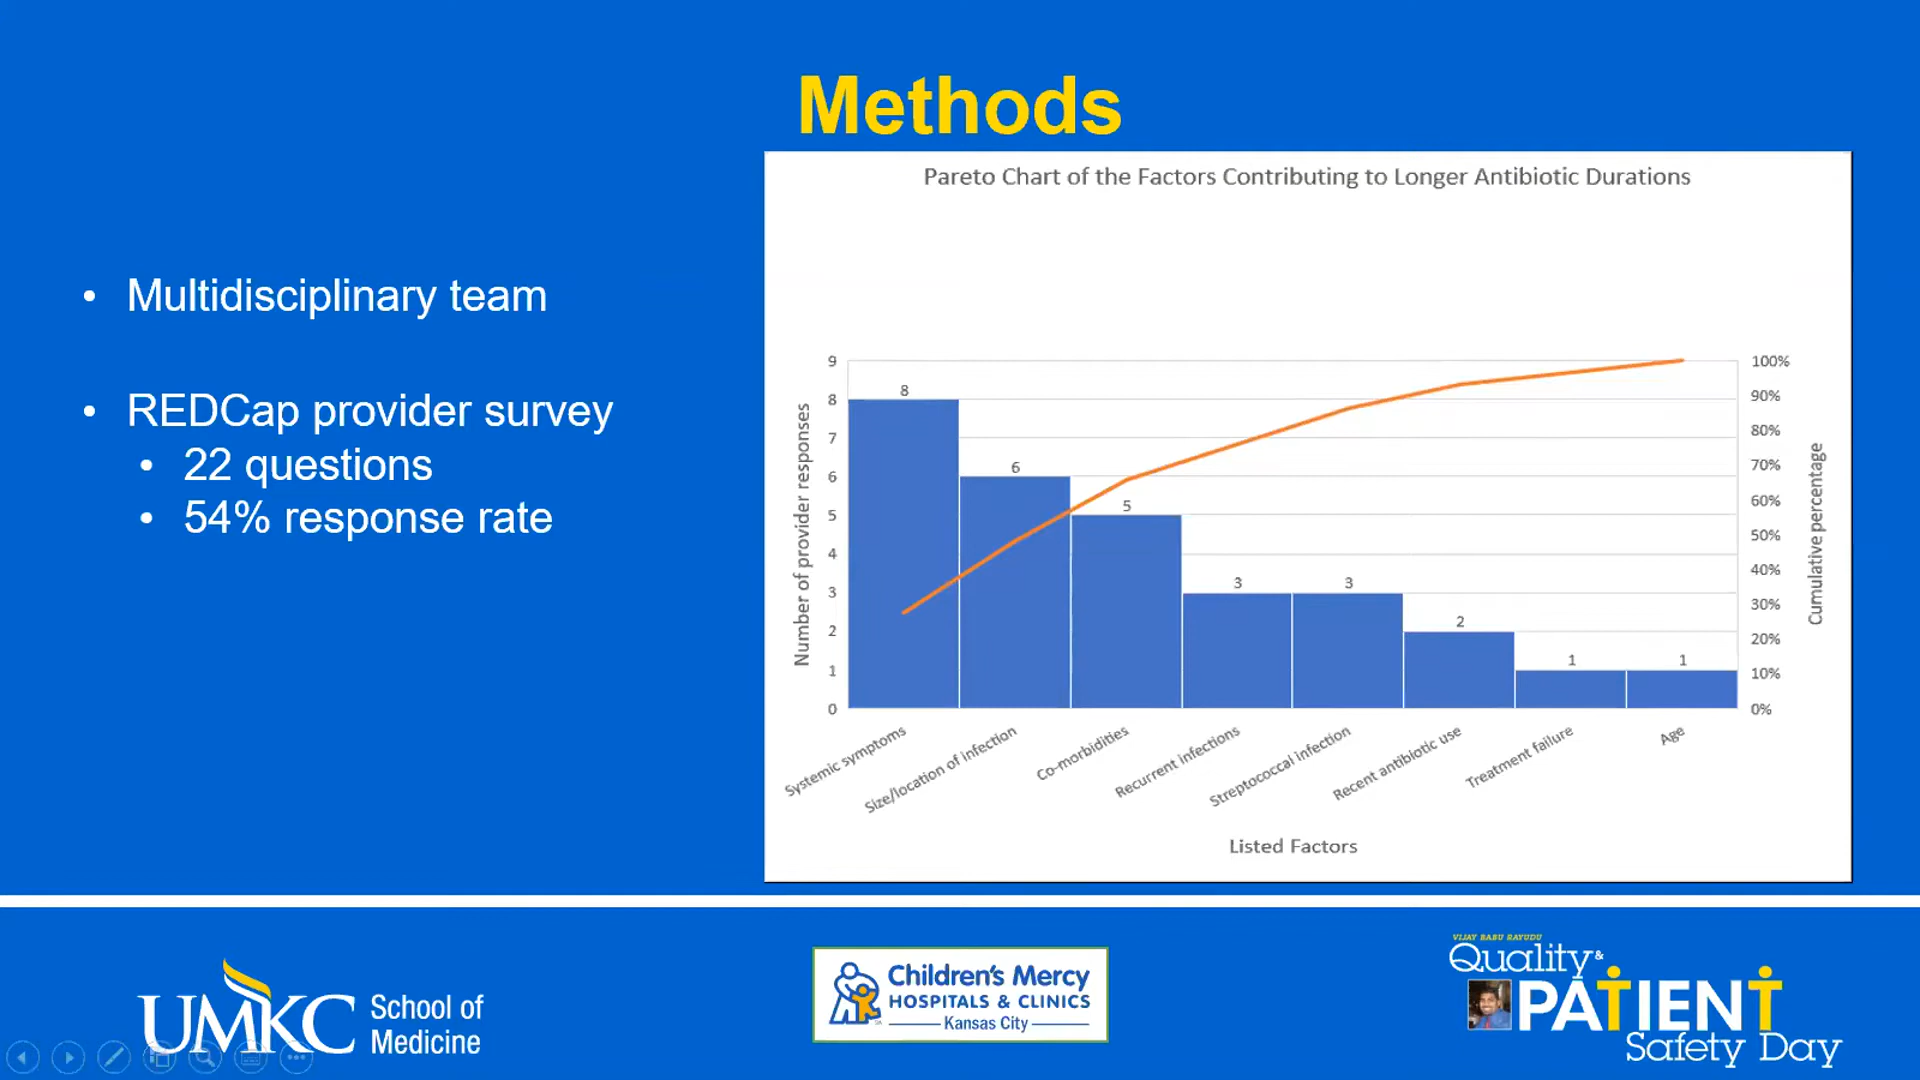 Methods
• Multidisciplinary team
• REDCap provider survey
• 22 questions
• 54% response rate
Pareto Chart of the Factors Contributing to Longer Antibiotic Durations
Number of provider responses
9
8
7
6
5
4
3
2
1
0
8
6
5
3
3
2
1
1
100%
90%
80%
70%
60%
50%
40%
30%
20%
10%
0%
Cumulative percentage
Systemic symptoms
Size/location of infection
Co-morbidities
Recurrent infections
Streptococcal infection
Recent antibiotic use
Treatment failure
Age
Listed Factors
UMKC School of
Medicine
Children's Mercy
HOSPITALS & CLINICS
Kansas City
VIJAY BABU RAYUDU
Quality &
PATIENT
Safety Day